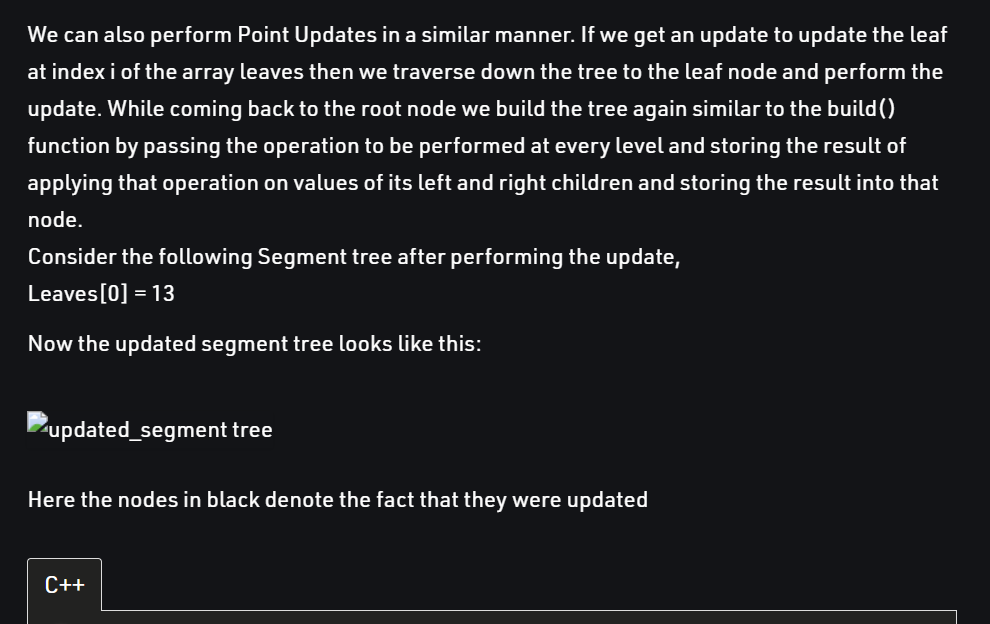 We can also perform Point Updates in a similar manner. If we get an update to update the leaf
at index i of the array leaves then we traverse down the tree to the leaf node and perform the
update. While coming back to the root node we build the tree again similar to the build()
function by passing the operation to be performed at every level and storing the result of
applying that operation on values of its left and right children and storing the result into that
node.
Consider the following Segment tree after performing the update,
Leaves[0] = 13
Now the updated segment tree looks like this:
updated_segment tree
Here the nodes in black denote the fact that they were updated
C++